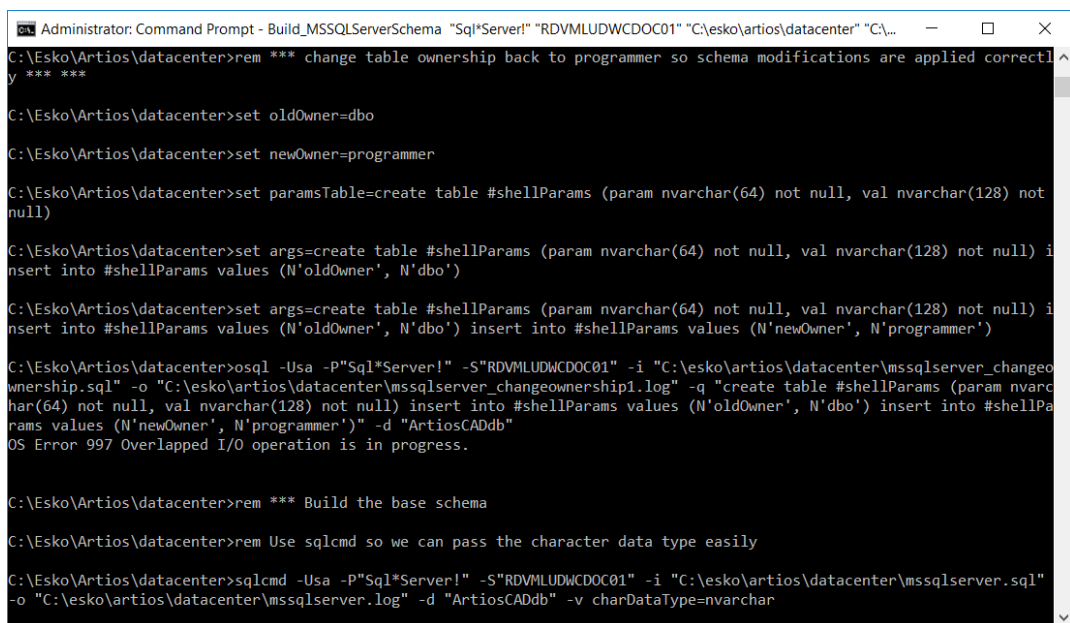 Administrator: Command Prompt - Build_MSSQLServerSchema "Sql*Server!" "RDVMLUDWCDOC01" "C:\esko\artios\datacenter" "C:\...
C:\Esko\Artios\datacenter>rem *** change table ownership back to programmer so schema modifications are applied correctl
y *** ***
C:\Esko\Artios\datacenter>set oldOwner=dbo
C:\Esko\Artios\datacenter>set newOwner=programmer
C:\Esko\Artios\datacenter>set paramsTable=create table #shellParams (param nvarchar(64) not null, val nvarchar(128) not
null)
C:\Esko\Artios\datacenter>set args=create table #shellParams (param nvarchar(64) not null, val nvarchar(128) not null) i
nsert into #shellParams values (N'oldOwner', N'dbo')
C:\Esko\Artios\datacenter>set args=create table #shellParams (param nvarchar(64) not null, val nvarchar(128) not null) i
nsert into #shellParams values (N'oldOwner', N'dbo') insert into #shellParams values (N'newOwner', N'programmer')
C:\Esko\Artios\datacenter>osql -Usa -P"Sql*Server!" -S"RDVMLUDWCDOC01" -i "C:\esko\artios\datacenter\mssqlserver_changeo
wnership.sql" -o "C:\esko\artios\datacenter\mssqlserver_changeownership1.log" -q "create table #shellParams (param nvarc
har(64) not null, val nvarchar(128) not null) insert into #shellParams values (N'oldOwner', N'dbo') insert into #shellPa
rams values (N'newOwner', N'programmer')" -d "ArtiosCADdb"
OS Error 997 Overlapped I/O operation is in progress.
C:\Esko\Artios\datacenter>rem *** Build the base schema
C:\Esko\Artios\datacenter>rem Use sqlcmd so we can pass the character data type easily
C:\Esko\Artios\datacenter>sqlcmd -Usa -P"Sql*Server!" -S"RDVMLUDWCDOC01" -i "C:\esko\artios\datacenter\mssqlserver.sql"
-o "C:\esko\artios\datacenter\mssqlserver.log" -d "ArtiosCADdb" -v charDataType=nvarchar